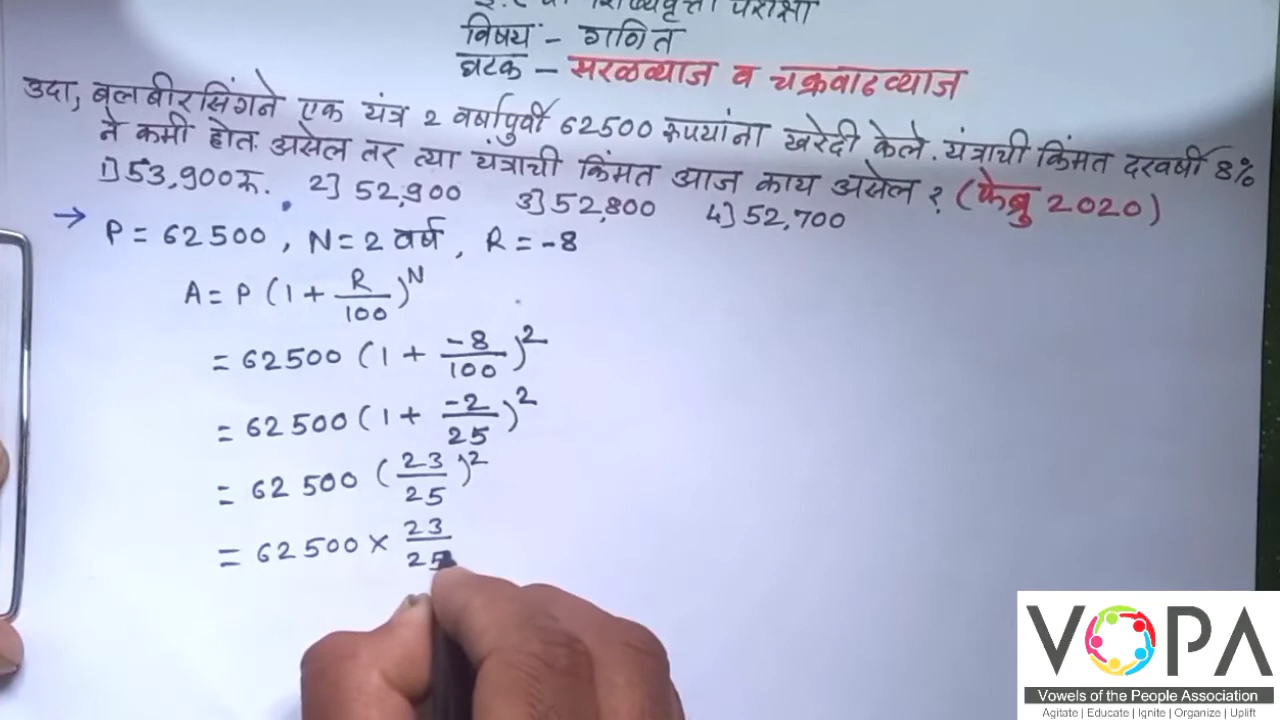 परीक्षा
विषय - गणित
घटक - सरळव्याज व चक्रवाढव्याज
उदा, बलबीरसिंगने एक यंत्र 2 वर्षापुर्वी 62500 रुपयांना खरेदी केले. यंत्राची किंमत दरवर्षी 8%
ने कमी होत असेल तर त्या यंत्राची किंमत आज काय असेल ? (फेब्रु 2020)
1) 53,900रू. 2) 52,900 3) 52,800 4) 52,700
→ P = 62500, N = 2 वर्ष, R = -8
A = P (1 + R/100)^N
= 62500 (1 + -8/100)^2
= 62500 (1 + -2/25)^2
= 62500 (23/25)^2
= 62500 × 23/25
VOPA
Vowels of the People Association
Agitate | Educate | Ignite | Organize | Uplift